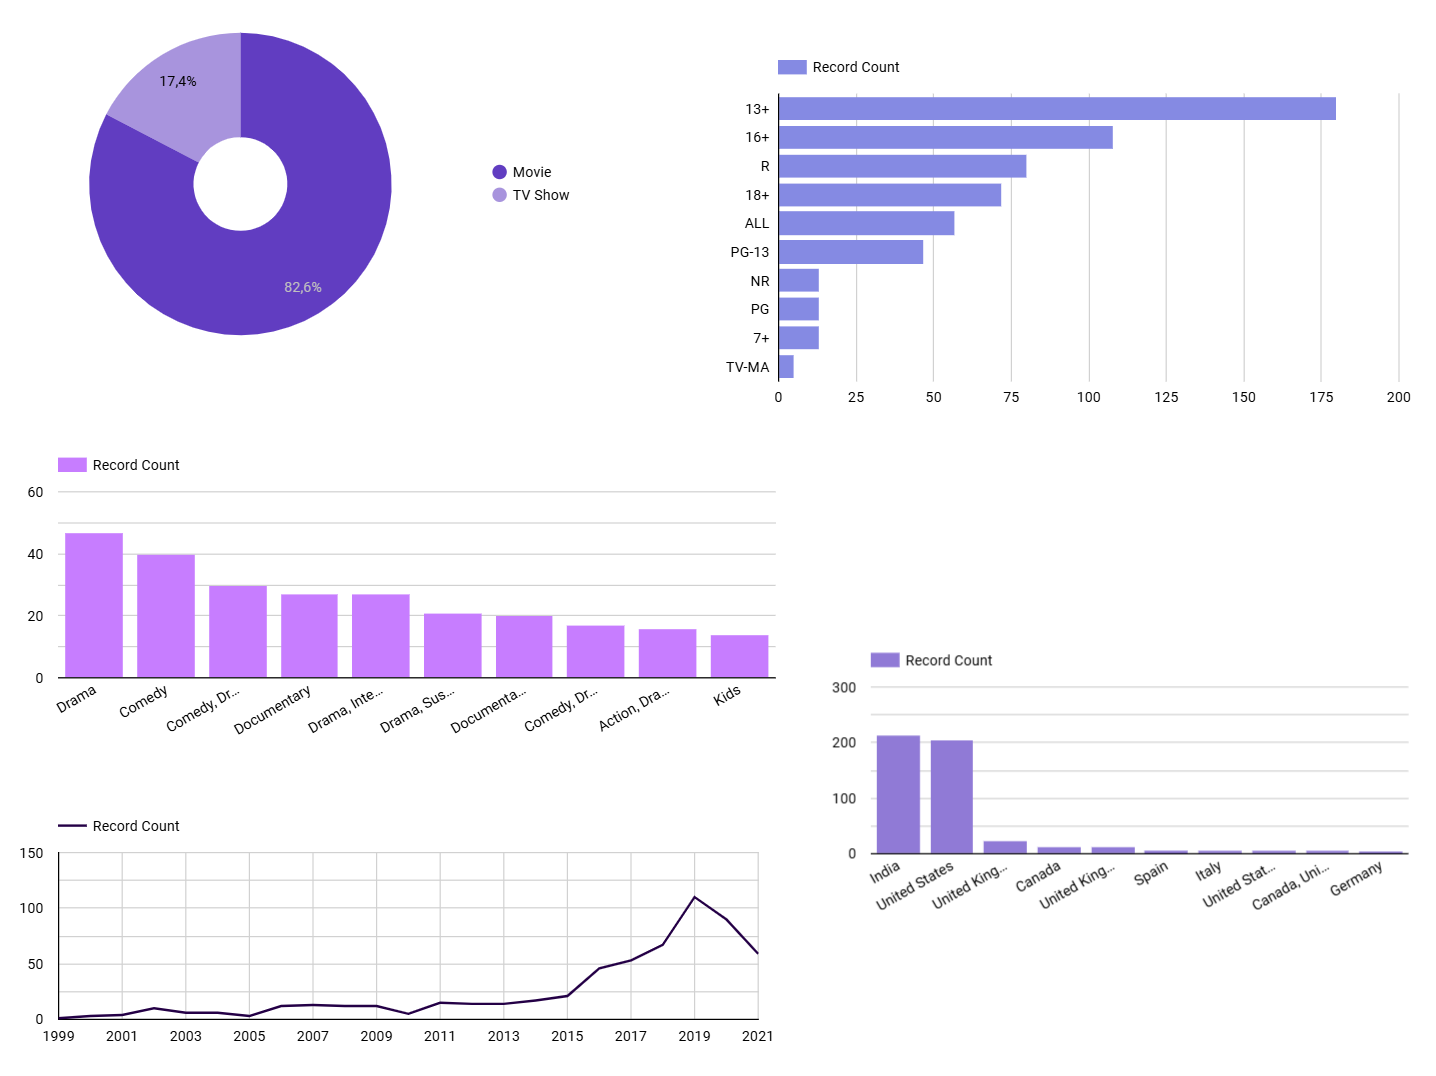 17,4%
82,6%
Movie
TV Show
Record Count
13+
16+
R
18+
ALL
PG-13
NR
PG
7+
TV-MA
0 25 50 75 100 125 150 175 200
Record Count
60
40
20
0
Drama Comedy Comedy, Dr... Documentary Drama, Inte... Drama, Sus... Documenta... Comedy, Dr... Action, Dra... Kids
Record Count
300
200
100
0
India United States United King... Canada United King... Spain Italy United Stat... Canada, Uni... Germany
Record Count
150
100
50
0
1999 2001 2003 2005 2007 2009 2011 2013 2015 2017 2019 2021